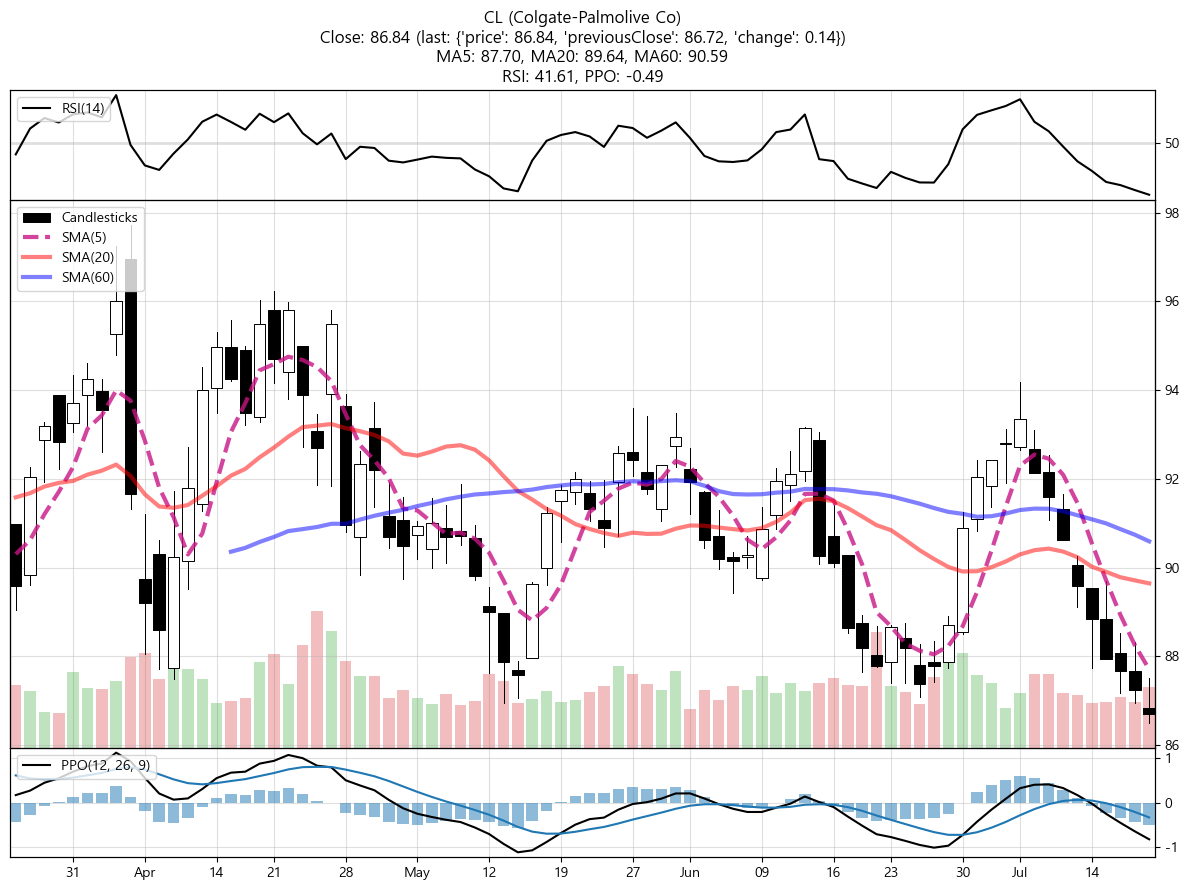 CL (Colgate-Palmolive Co)
Close: 86.84 (last: {'price': 86.84, 'previousClose': 86.72, 'change': 0.14})
MA5: 87.70, MA20: 89.64, MA60: 90.59
RSI: 41.61, PPO: -0.49
RSI(14)
50
Candlesticks
SMA(5)
SMA(20)
SMA(60)
98
96
94
92
90
88
86
PPO(12, 26, 9)
1
0
-1
31 Apr 14 21 28 May 12 19 27 Jun 09 16 23 30 Jul 14